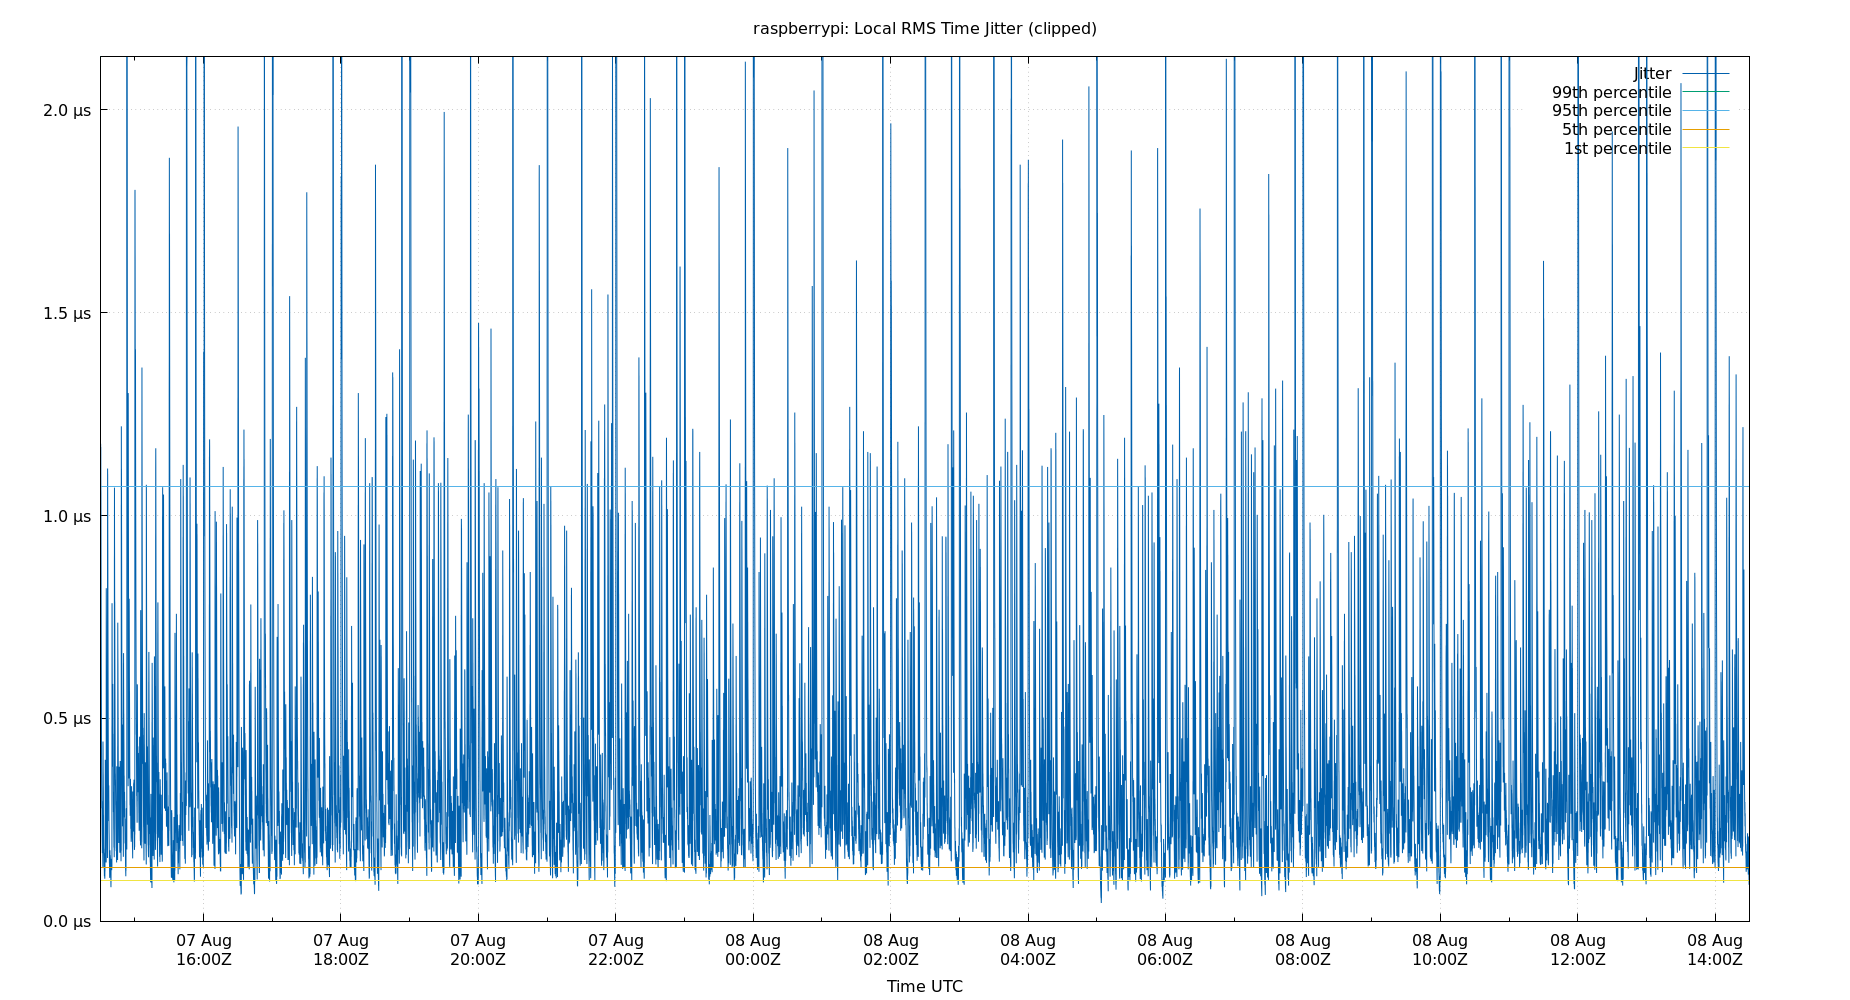 raspberrypi: Local RMS Time Jitter (clipped)
Jitter
99th percentile
95th percentile
5th percentile
1st percentile
2.0 µs
1.5 µs
1.0 µs
0.5 µs
0.0 µs
07 Aug 07 Aug 07 Aug 07 Aug 08 Aug 08 Aug 08 Aug 08 Aug 08 Aug 08 Aug 08 Aug 08 Aug
16:00Z 18:00Z 20:00Z 22:00Z 00:00Z 02:00Z 04:00Z 06:00Z 08:00Z 10:00Z 12:00Z 14:00Z
Time UTC